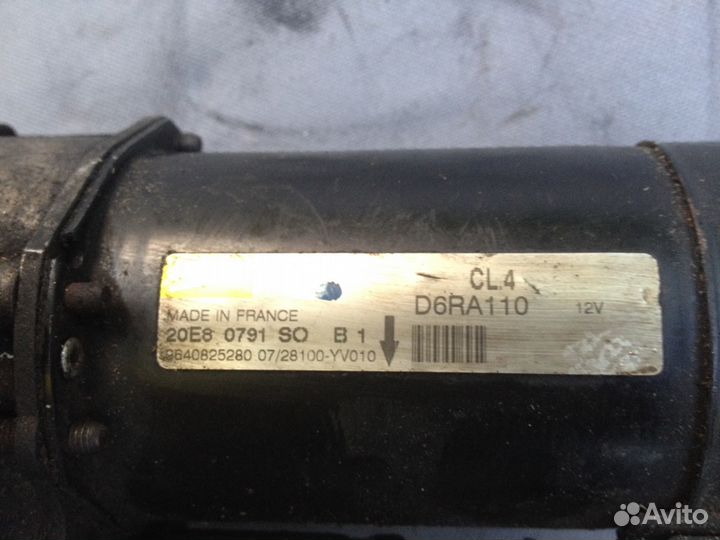 CL.4
D6RA110 12V
MADE IN FRANCE
20E8 0791 SO B 1
9640825280 07/28100-YV010
Avito